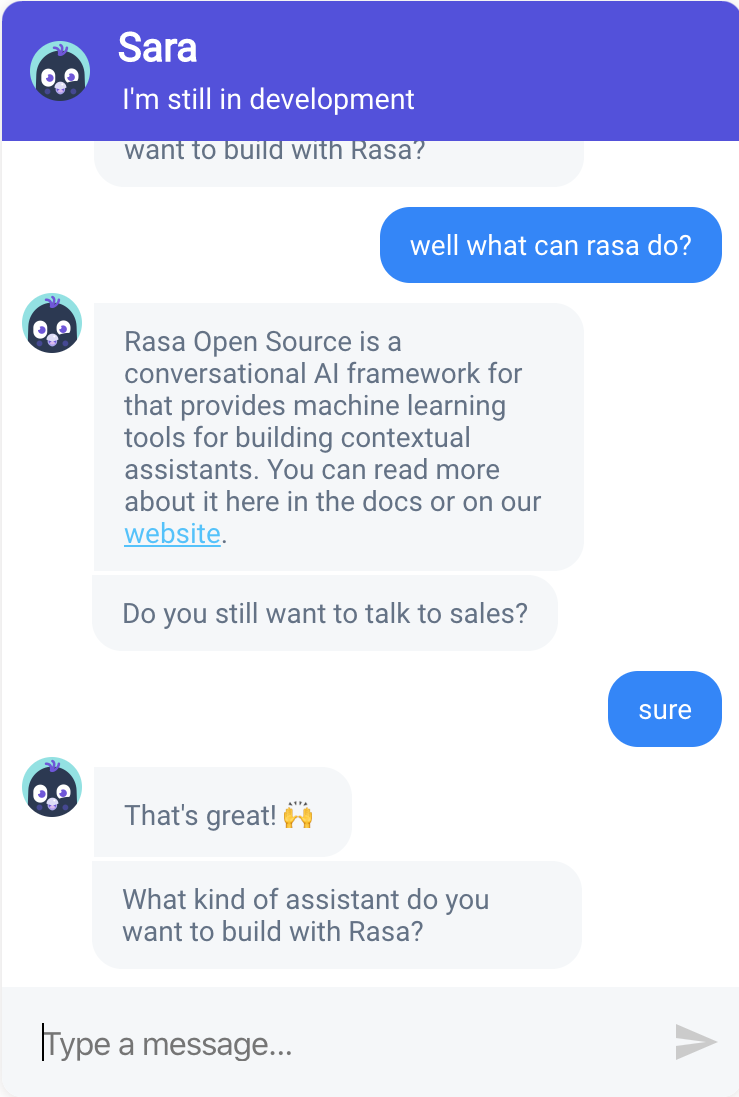 Sara
I'm still in development
want to build with Rasa?
well what can rasa do?
Rasa Open Source is a
conversational AI framework for
that provides machine learning
tools for building contextual
assistants. You can read more
about it here in the docs or on our
website.
Do you still want to talk to sales?
sure
That's great! 🙌
What kind of assistant do you
want to build with Rasa?
Type a message...